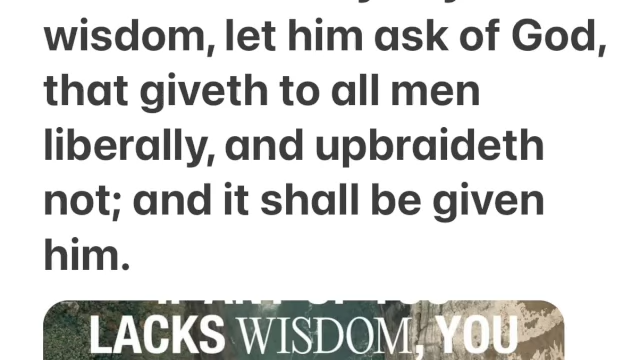 wisdom, let him ask of God,
that giveth to all men
liberally, and upbraideth
not; and it shall be given
him.
LACKS WISDOM, YOU